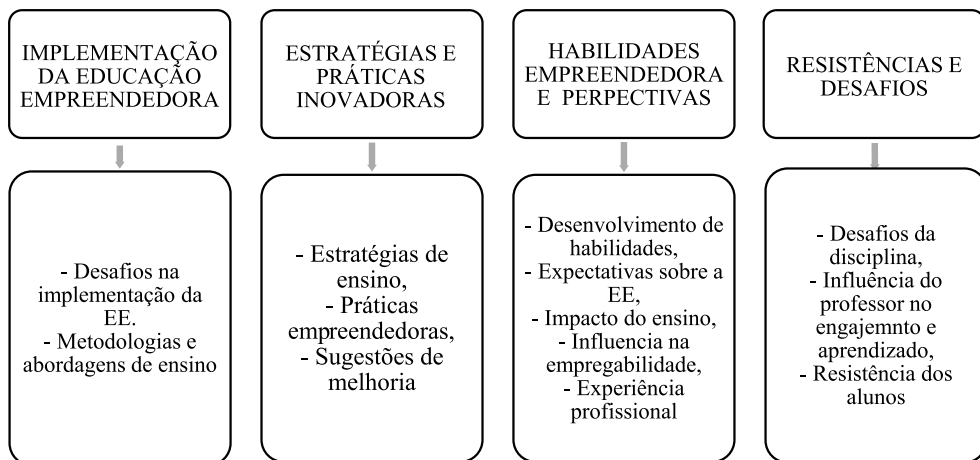 IMPLEMENTAÇÃO
DA EDUCAÇÃO
EMPREENDEDORA
ESTRATÉGIAS E
PRÁTICAS
INOVADORAS
HABILIDADES
EMPREENDEDORA
E PERPECTIVAS
RESISTÊNCIAS E
DESAFIOS
- Desafios na
implementação da
EE.
- Metodologias e
abordagens de ensino
- Estratégias de
ensino,
- Práticas
empreendedoras,
- Sugestões de
melhoria
- Desenvolvimento de
habilidades,
- Expectativas sobre a
EE,
- Impacto do ensino,
- Influencia na
empregabilidade,
- Experiência
profissional
- Desafios da
disciplina,
- Influência do
professor no
engajemnto e
aprendizado,
- Resistência dos
alunos